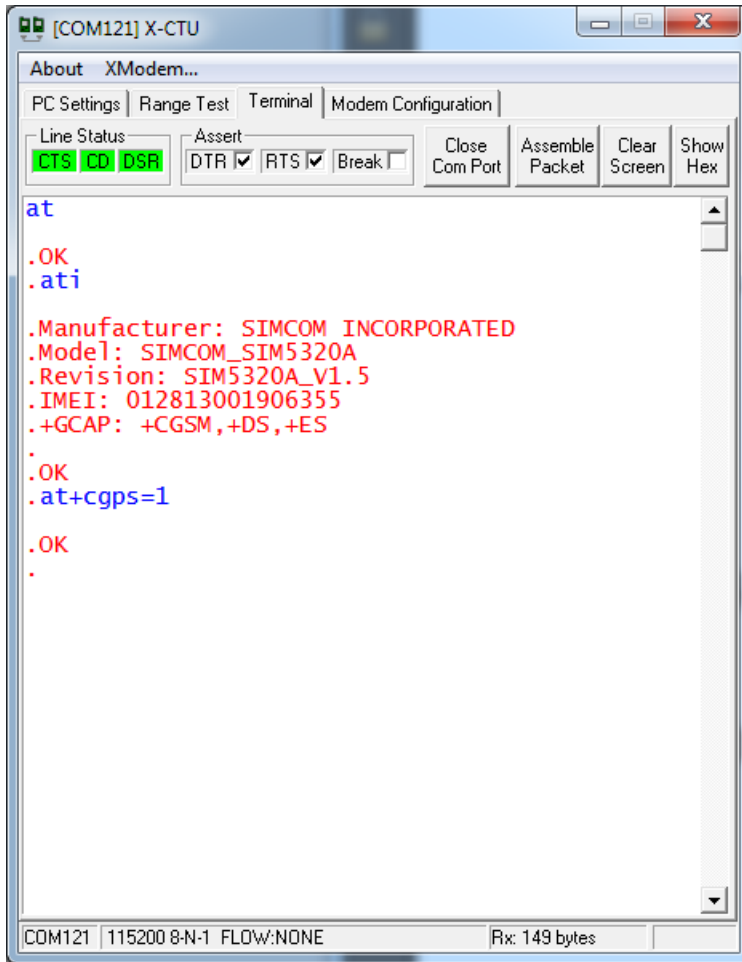 [COM121] X-CTU
About XModem...
PC Settings Range Test Terminal Modem Configuration
Line Status
CTS CD DSR
Assert
DTR RTS Break
Close Com Port
Assemble Packet
Clear Screen
Show Hex
at
.OK
.ati
.Manufacturer: SIMCOM INCORPORATED
.Model: SIMCOM_SIM5320A
.Revision: SIM5320A_V1.5
.IMEI: 012813001906355
.+GCAP: +CGSM,+DS,+ES
.
.OK
.at+cgps=1
.OK
.
COM121 115200 8-N-1 FLOW:NONE Rx: 149 bytes